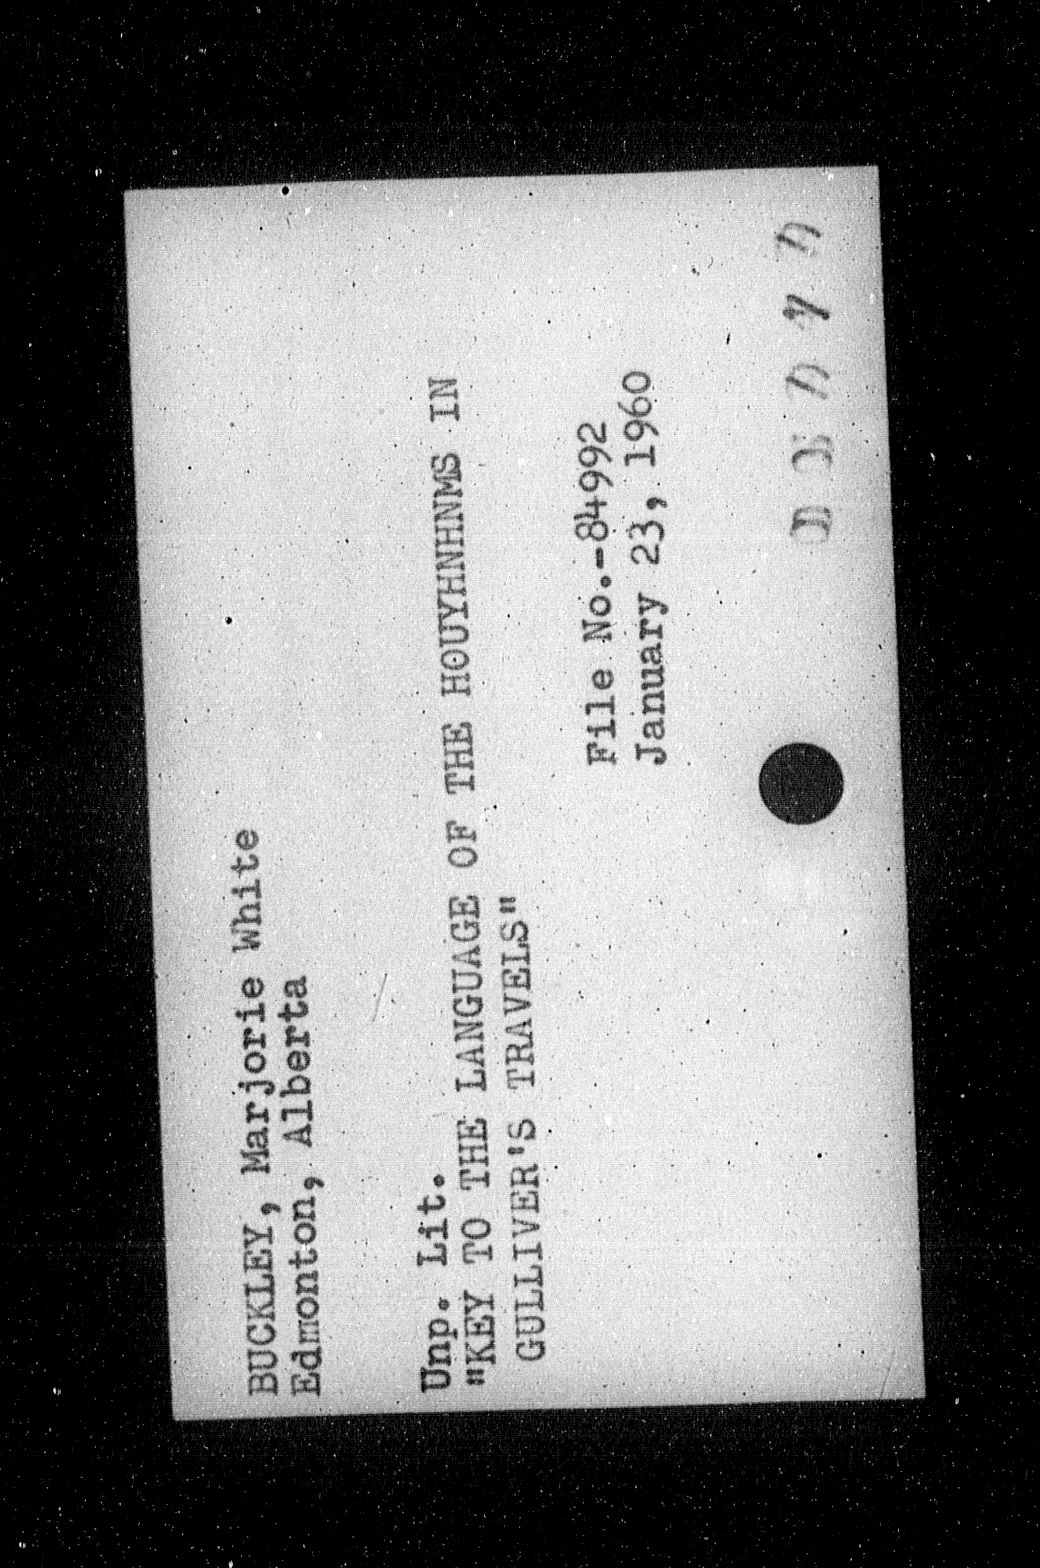 BUCKLEY, Marjorie White
Edmonton, Alberta
Unp. Lit.
"KEY TO THE LANGUAGE OF THE HOUYHNHNMS IN
GULLIVER'S TRAVELS"
File No.-84992
January 23, 1960